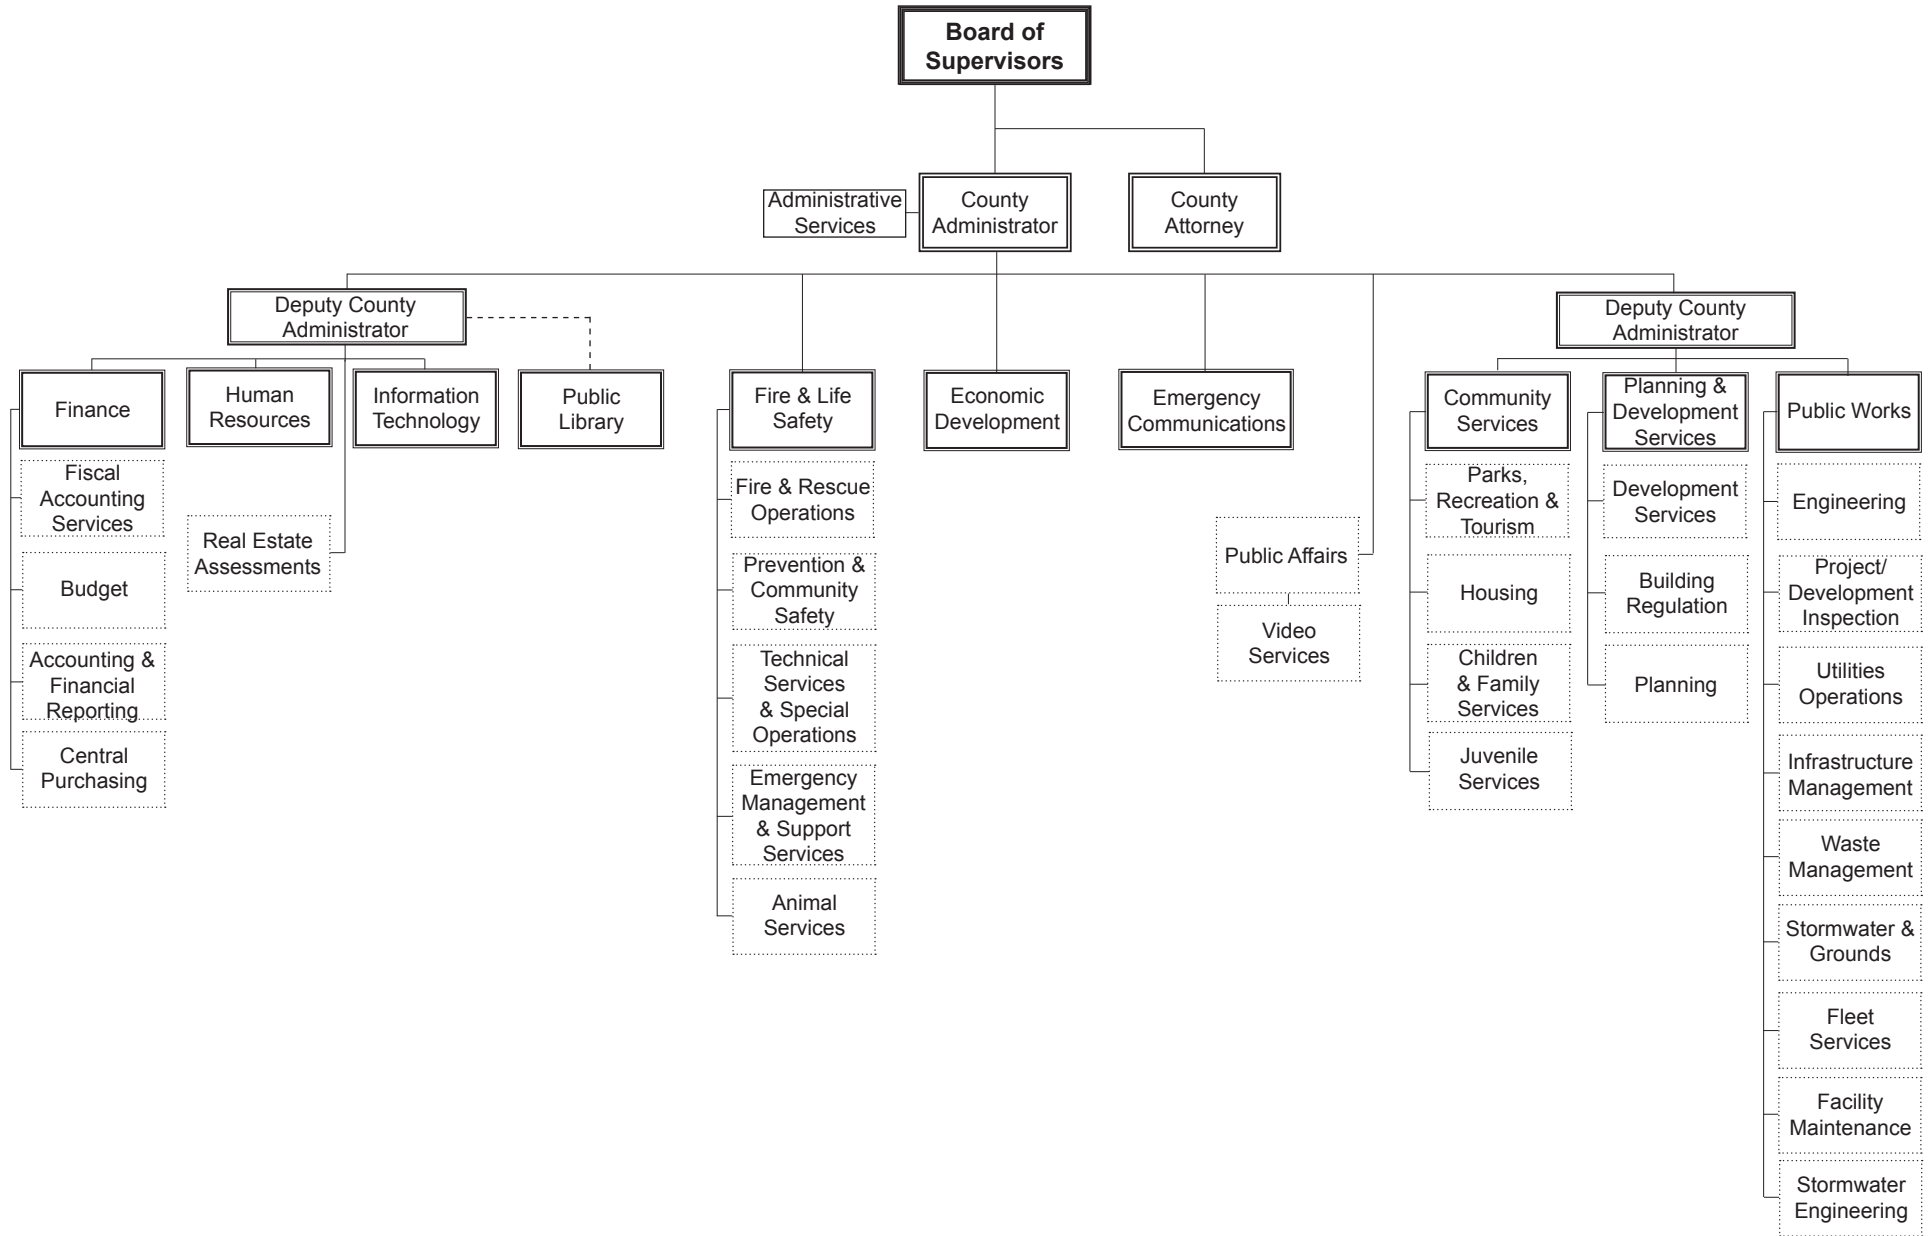 Board of
Supervisors
Administrative
Services
County
Administrator
County
Attorney
Deputy County
Administrator
Deputy County
Administrator
Finance
Human
Resources
Information
Technology
Public
Library
Fire & Life
Safety
Economic
Development
Emergency
Communications
Community
Services
Planning &
Development
Services
Public Works
Fiscal
Accounting
Services
Budget
Accounting &
Financial
Reporting
Central
Purchasing
Real Estate
Assessments
Fire & Rescue
Operations
Prevention &
Community
Safety
Technical
Services
& Special
Operations
Emergency
Management
& Support
Services
Animal
Services
Public Affairs
Video
Services
Parks,
Recreation &
Tourism
Housing
Children
& Family
Services
Juvenile
Services
Development
Services
Building
Regulation
Planning
Engineering
Project/
Development
Inspection
Utilities
Operations
Infrastructure
Management
Waste
Management
Stormwater &
Grounds
Fleet
Services
Facility
Maintenance
Stormwater
Engineering